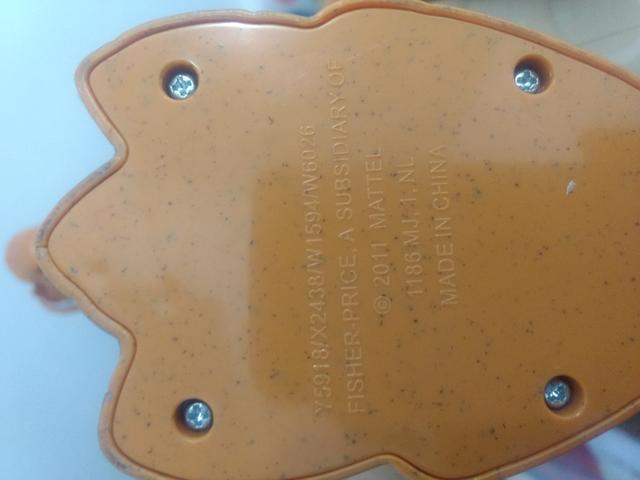 Y5918/X2438/W1594/W6026
FISHER-PRICE, A SUBSIDIARY OF
© 2011 MATTEL
1186MJ,1,NL
MADE IN CHINA